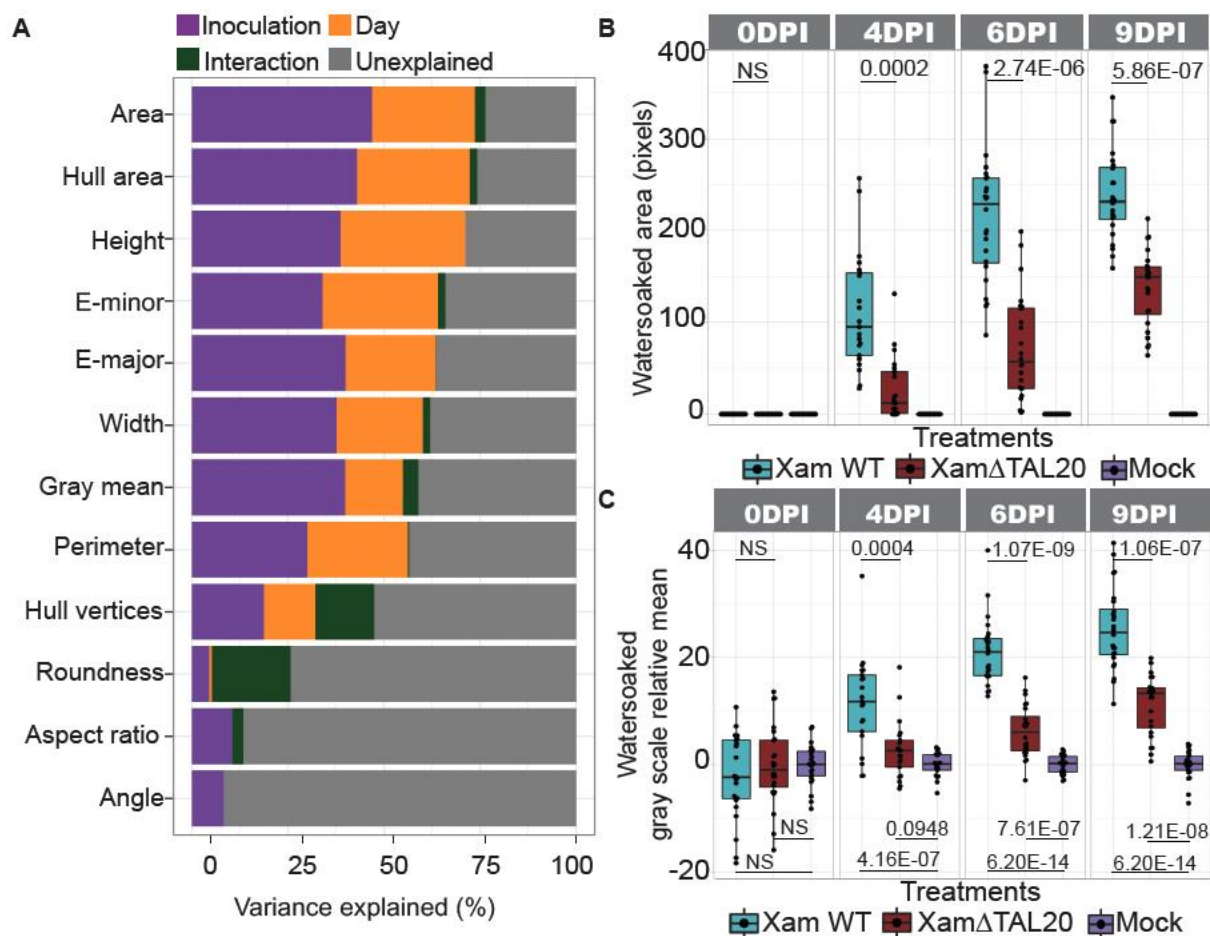 A
Inoculation Day
Interaction Unexplained
Area
Hull area
Height
E-minor
E-major
Width
Gray mean
Perimeter
Hull vertices
Roundness
Aspect ratio
Angle
0 25 50 75 100
Variance explained (%)
B
0DPI 4DPI 6DPI 9DPI
400
300
200
100
0
Watersoaked area (pixels)
NS 0.0002 2.74E-06 5.86E-07
Treatments
Xam WT XamΔTAL20 Mock
C
0DPI 4DPI 6DPI 9DPI
40
20
0
-20
Watersoaked
gray scale relative mean
NS 0.0004 1.07E-09 1.06E-07
NS 0.0948 7.61E-07 1.21E-08
NS 4.16E-07 6.20E-14 6.20E-14
Treatments
Xam WT XamΔTAL20 Mock